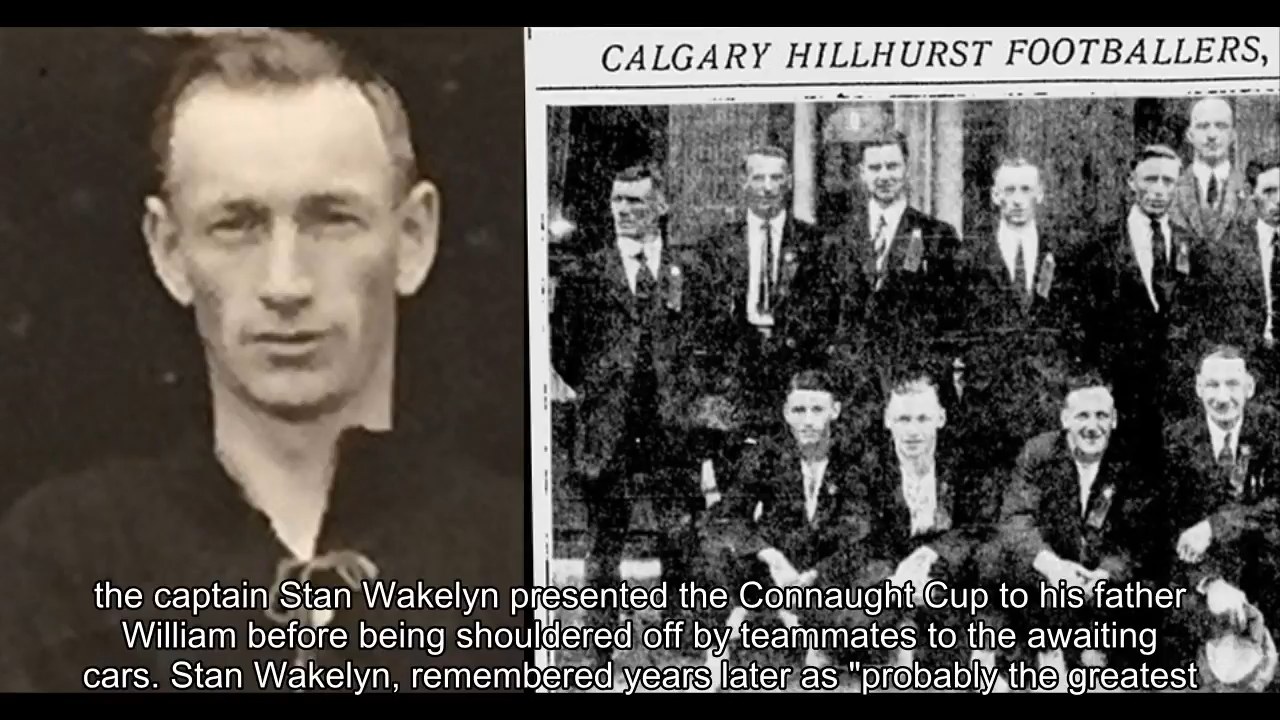 CALGARY HILLHURST FOOTBALLERS,
the captain Stan Wakelyn presented the Connaught Cup to his father
William before being shouldered off by teammates to the awaiting
cars. Stan Wakelyn, remembered years later as "probably the greatest